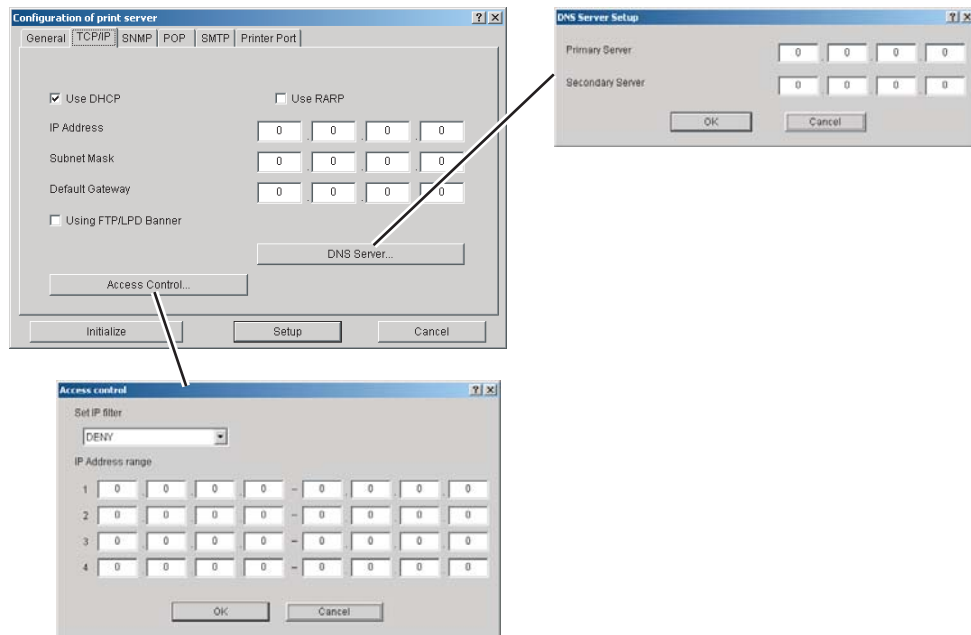 Configuration of print server
General TCP/IP SNMP POP SMTP Printer Port
Use DHCP Use RARP
IP Address 0 . 0 . 0 . 0
Subnet Mask 0 . 0 . 0 . 0
Default Gateway 0 . 0 . 0 . 0
Using FTP/LPD Banner
DNS Server...
Access Control...
Initialize Setup Cancel
DNS Server Setup
Primary Server 0 . 0 . 0 . 0
Secondary Server 0 . 0 . 0 . 0
OK Cancel
Access control
Set IP filter
DENY
IP Address range
1 0 . 0 . 0 . 0 - 0 . 0 . 0 . 0
2 0 . 0 . 0 . 0 - 0 . 0 . 0 . 0
3 0 . 0 . 0 . 0 - 0 . 0 . 0 . 0
4 0 . 0 . 0 . 0 - 0 . 0 . 0 . 0
OK Cancel